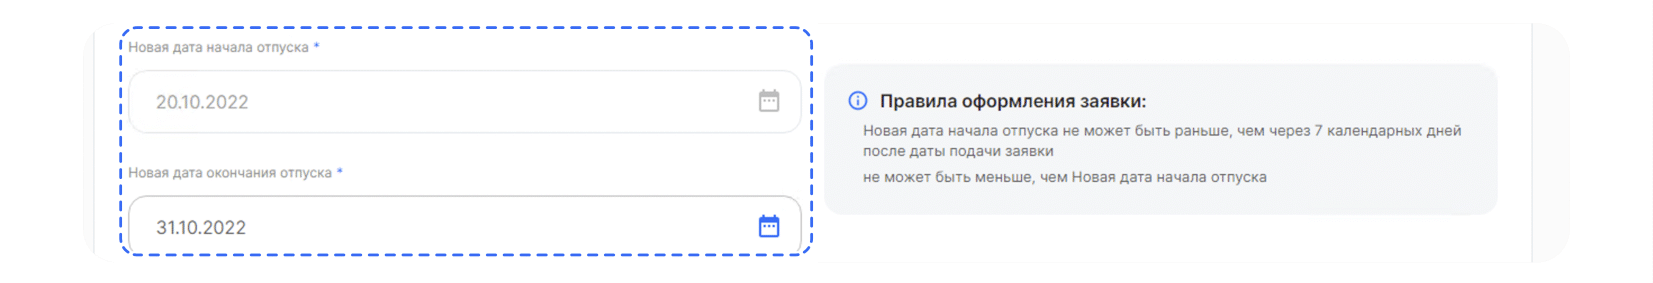 Новая дата начала отпуска *
20.10.2022
Новая дата окончания отпуска *
31.10.2022
Правила оформления заявки:
Новая дата начала отпуска не может быть раньше, чем через 7 календарных дней
после даты подачи заявки
не может быть меньше, чем Новая дата начала отпуска